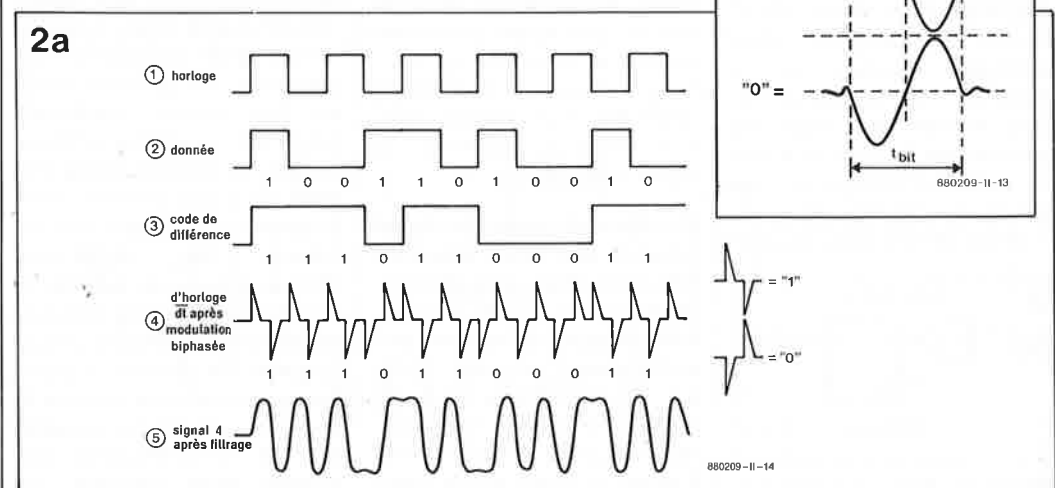 2a
① horloge
② donnée
1 0 0 1 1 0 1 0 0 1 0
③ code de
différence
1 1 1 0 1 1 0 0 0 1 1
④ d'horloge
dt après
modulation
biphasée
1 1 1 0 1 1 0 0 0 1 1
⑤ signal 4
après fillrage
"0" =
t bit
880209-II-13
= "1"
= "0"
880209-II-14